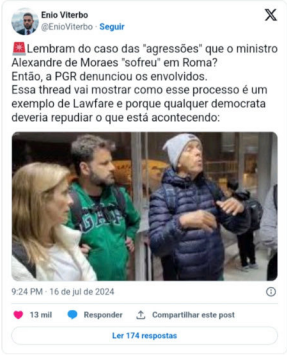 Enio Viterbo
@EnioViterbo · Seguir
🚨Lembram do caso das "agressões" que o ministro
Alexandre de Moraes "sofreu" em Roma?
Então, a PGR denunciou os envolvidos.
Essa thread vai mostrar como esse processo é um
exemplo de Lawfare e porque qualquer democrata
deveria repudiar o que está acontecendo:
GAP
9:24 PM · 16 de jul de 2024
13 mil Responder Compartilhar este post
Ler 174 respostas